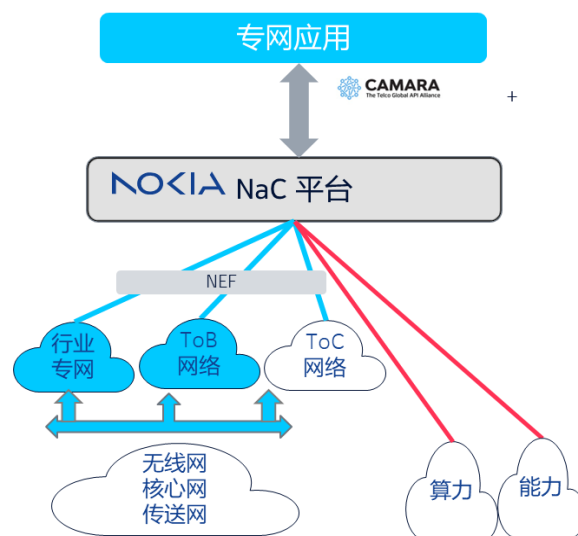 专网应用
CAMARA
The Telco Global API Alliance
+
NOKIA NaC 平台
NEF
行业
专网
ToB
网络
ToC
网络
无线网
核心网
传送网
算力
能力